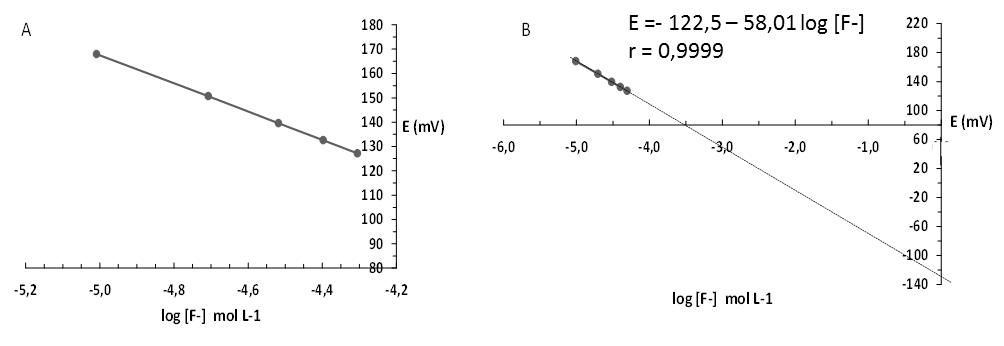 A
180
170
160
150
140
130
120
110
100
90
80
E (mV)
-5,2 -5,0 -4,8 -4,6 -4,4 -4,2
log [F-] mol L-1
B
E =- 122,5 – 58,01 log [F-]
r = 0,9999
220
180
140
100
60
20
-20
-60
-100
-140
E (mV)
-6,0 -5,0 -4,0 -3,0 -2,0 -1,0
log [F-] mol L-1